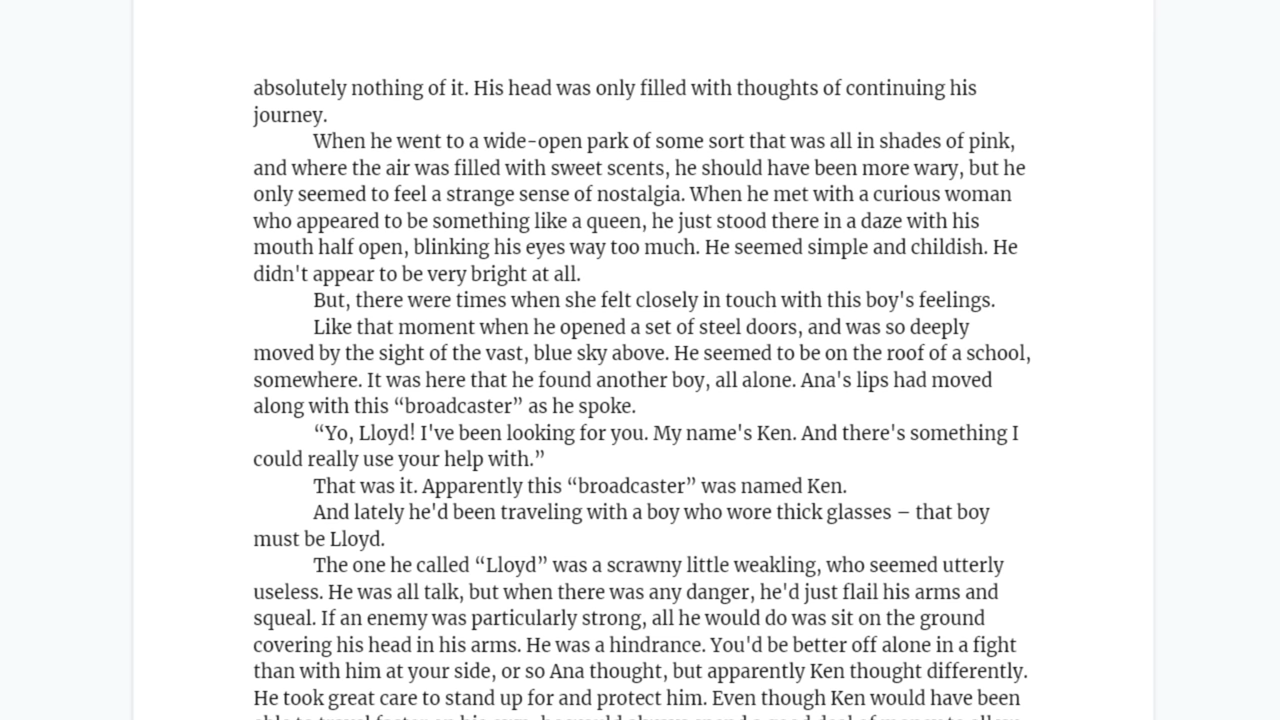 absolutely nothing of it. His head was only filled with thoughts of continuing his
journey.
When he went to a wide-open park of some sort that was all in shades of pink,
and where the air was filled with sweet scents, he should have been more wary, but he
only seemed to feel a strange sense of nostalgia. When he met with a curious woman
who appeared to be something like a queen, he just stood there in a daze with his
mouth half open, blinking his eyes way too much. He seemed simple and childish. He
didn't appear to be very bright at all.
But, there were times when she felt closely in touch with this boy's feelings.
Like that moment when he opened a set of steel doors, and was so deeply
moved by the sight of the vast, blue sky above. He seemed to be on the roof of a school,
somewhere. It was here that he found another boy, all alone. Ana's lips had moved
along with this “broadcaster” as he spoke.
“Yo, Lloyd! I've been looking for you. My name's Ken. And there's something I
could really use your help with.”
That was it. Apparently this “broadcaster” was named Ken.
And lately he'd been traveling with a boy who wore thick glasses – that boy
must be Lloyd.
The one he called “Lloyd” was a scrawny little weakling, who seemed utterly
useless. He was all talk, but when there was any danger, he'd just flail his arms and
squeal. If an enemy was particularly strong, all he would do was sit on the ground
covering his head in his arms. He was a hindrance. You'd be better off alone in a fight
than with him at your side, or so Ana thought, but apparently Ken thought differently.
He took great care to stand up for and protect him. Even though Ken would have been